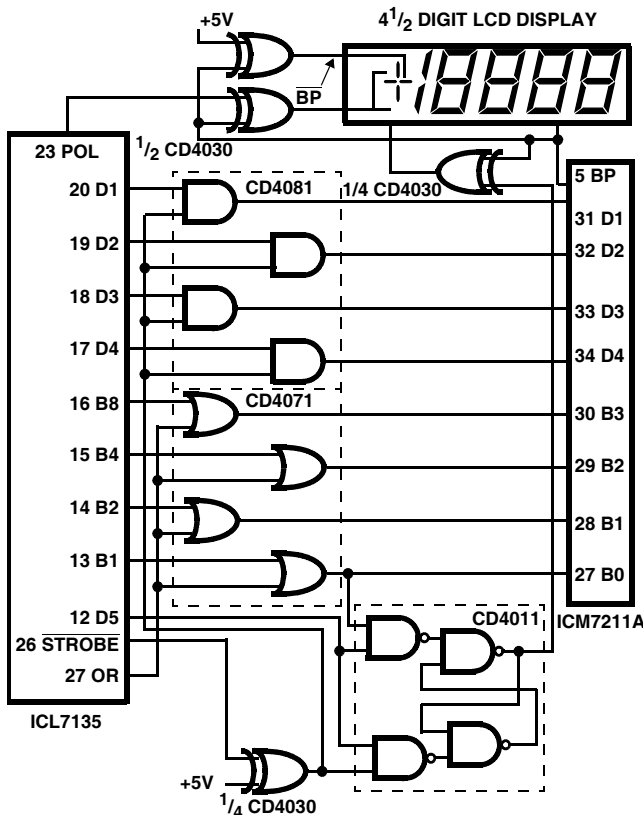 +5V
4 1/2 DIGIT LCD DISPLAY
BP
1/2 CD4030
23 POL
CD4081
1/4 CD4030
5 BP
20 D1
31 D1
19 D2
32 D2
18 D3
33 D3
17 D4
34 D4
CD4071
16 B8
30 B3
15 B4
29 B2
14 B2
28 B1
13 B1
27 B0
12 D5
CD4011
ICM7211A
26 STROBE
27 OR
ICL7135
+5V
1/4 CD4030